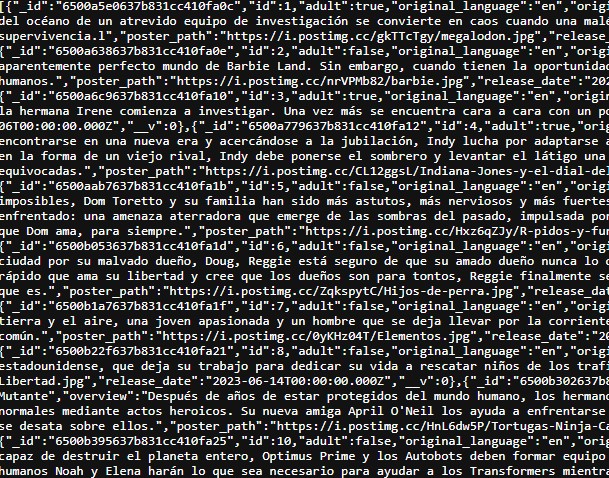 [{"_id":"6500a5e0637b831cc410fa0c","id":1,"adult":true,"original_language":"en","origi
del océano de un atrevido equipo de investigación se convierte en caos cuando una mal
supervivencia.l","poster_path":"https://i.postimg.cc/gkTTcTgy/megalodon.jpg","release_
{"_id":"6500a638637b831cc410fa0e","id":2,"adult":false,"original_language":"en","orig
aparentemente perfecto mundo de Barbie Land. Sin embargo, cuando tienen la oportunidad
humanos.","poster_path":"https://i.postimg.cc/nrVPMb82/barbie.jpg","release_date":"202
{"_id":"6500a6c9637b831cc410fa10","id":3,"adult":true,"original_language":"en","origi
la hermana Irene comienza a investigar. Una vez más se encuentra cara a cara con un po
06T00:00:00.000Z","__v":0},{"_id":"6500a779637b831cc410fa12","id":4,"adult":true,"orig
encontrarse en una nueva era y acercándose a la jubilación, Indy lucha por adaptarse a
en la forma de un viejo rival, Indy debe ponerse el sombrero y levantar el látigo una
equivocadas.","poster_path":"https://i.postimg.cc/CL12ggsL/Indiana-Jones-y-el-dial-del
{"_id":"6500aab7637b831cc410fa1b","id":5,"adult":false,"original_language":"en","origi
imposibles, Dom Toretto y su familia han sido más astutos, más nerviosos y más fuertes
enfrentado: una amenaza aterradora que emerge de las sombras del pasado, impulsada por
que Dom ama, para siempre.","poster_path":"https://i.postimg.cc/Hxz6qZJy/R-pidos-y-fur
{"_id":"6500b053637b831cc410fa1d","id":6,"adult":false,"original_language":"en","origi
ciudad por su malvado dueño, Doug, Reggie está seguro de que su amado dueño nunca lo d
rápido que ama su libertad y cree que los dueños son para tontos, Reggie finalmente se
que es.","poster_path":"https://i.postimg.cc/ZqkspytC/Hijos-de-perra.jpg","release_dat
{"_id":"6500b1a7637b831cc410fa1f","id":7,"adult":false,"original_language":"en","origi
tierra y el aire, una joven apasionada y un hombre que se deja llevar por la corriente
común.","poster_path":"https://i.postimg.cc/0yKHz04T/Elementos.jpg","release_date":"20
{"_id":"6500b22f637b831cc410fa21","id":8,"adult":false,"original_language":"en","origi
estadounidense, que deja su trabajo para dedicar su vida a rescatar niños de los trafi
Libertad.jpg","release_date":"2023-06-14T00:00:00.000Z","__v":0},{"_id":"6500b302637b8
Mutante","overview":"Después de años de estar protegidos del mundo humano, los hermano
normales mediante actos heroicos. Su nueva amiga April O'Neil los ayuda a enfrentarse
se desata sobre ellos.","poster_path":"https://i.postimg.cc/HnL6dw5P/Tortugas-Ninja-Ca
{"_id":"6500b395637b831cc410fa25","id":10,"adult":false,"original_language":"en","orig
capaz de destruir el planeta entero, Optimus Prime y los Autobots deben formar equipo
humanos Noah y Elena harán lo que sea necesario para ayudar a los Transformers mientra